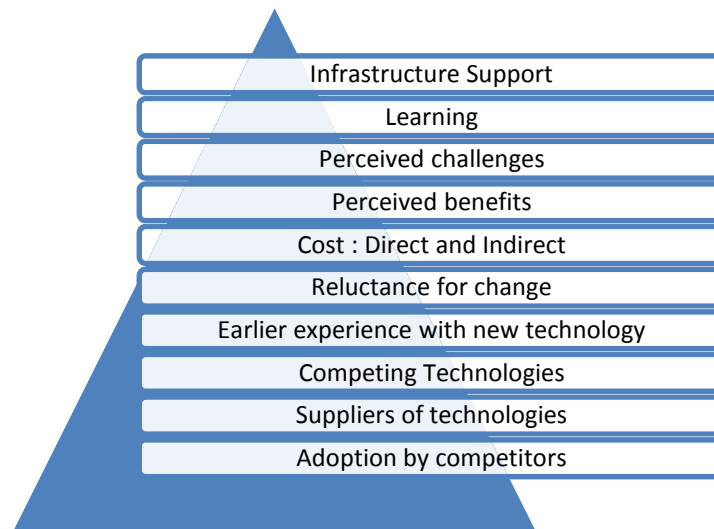 Infrastructure Support
Learning
Perceived challenges
Perceived benefits
Cost : Direct and Indirect
Reluctance for change
Earlier experience with new technology
Competing Technologies
Suppliers of technologies
Adoption by competitors